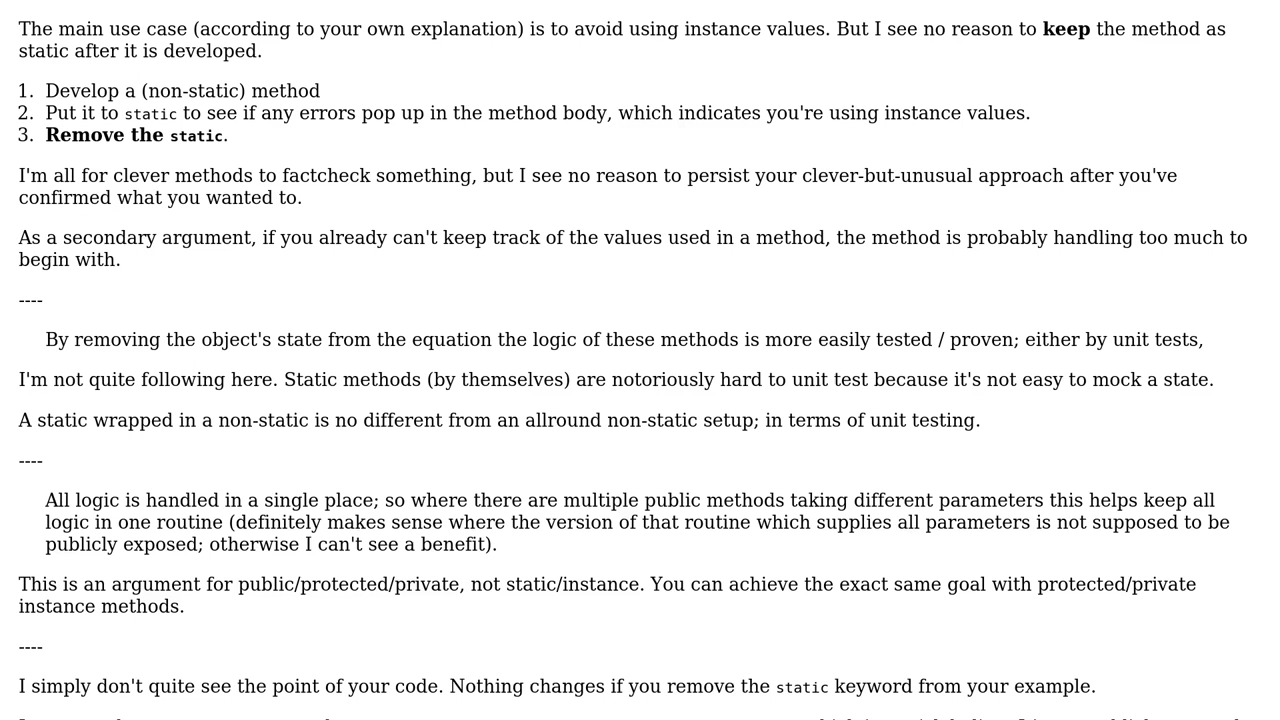 The main use case (according to your own explanation) is to avoid using instance values. But I see no reason to keep the method as
static after it is developed.
1. Develop a (non-static) method
2. Put it to static to see if any errors pop up in the method body, which indicates you're using instance values.
3. Remove the static.
I'm all for clever methods to factcheck something, but I see no reason to persist your clever-but-unusual approach after you've
confirmed what you wanted to.
As a secondary argument, if you already can't keep track of the values used in a method, the method is probably handling too much to
begin with.
----
By removing the object's state from the equation the logic of these methods is more easily tested / proven; either by unit tests,
I'm not quite following here. Static methods (by themselves) are notoriously hard to unit test because it's not easy to mock a state.
A static wrapped in a non-static is no different from an allround non-static setup; in terms of unit testing.
----
All logic is handled in a single place; so where there are multiple public methods taking different parameters this helps keep all
logic in one routine (definitely makes sense where the version of that routine which supplies all parameters is not supposed to be
publicly exposed; otherwise I can't see a benefit).
This is an argument for public/protected/private, not static/instance. You can achieve the exact same goal with protected/private
instance methods.
----
I simply don't quite see the point of your code. Nothing changes if you remove the static keyword from your example.